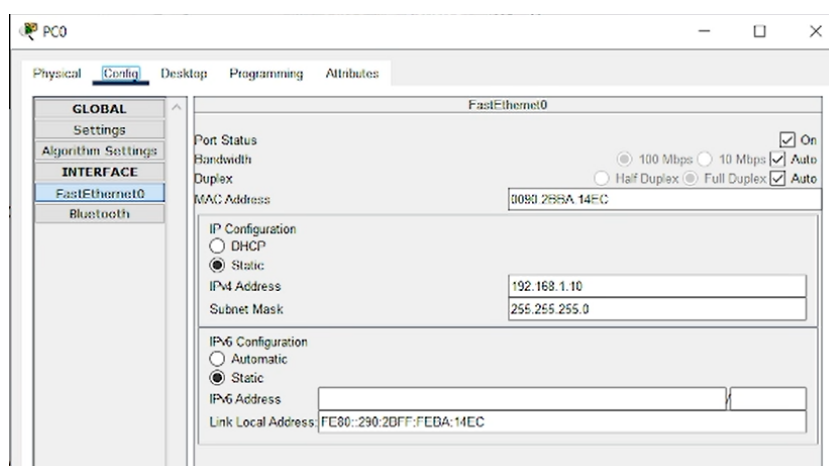 PC0
Physical Config Desktop Programming Attributes
GLOBAL
Settings
Algorithm Settings
INTERFACE
FastEthernet0
Bluetooth
FastEthernet0
Port Status On
Bandwidth 100 Mbps 10 Mbps Auto
Duplex Half Duplex Full Duplex Auto
MAC Address 0090.2BBA.14EC
IP Configuration
DHCP
Static
IPv4 Address 192.168.1.10
Subnet Mask 255.255.255.0
IPv6 Configuration
Automatic
Static
IPv6 Address /
Link Local Address: FE80::290:2BFF:FEBA:14EC